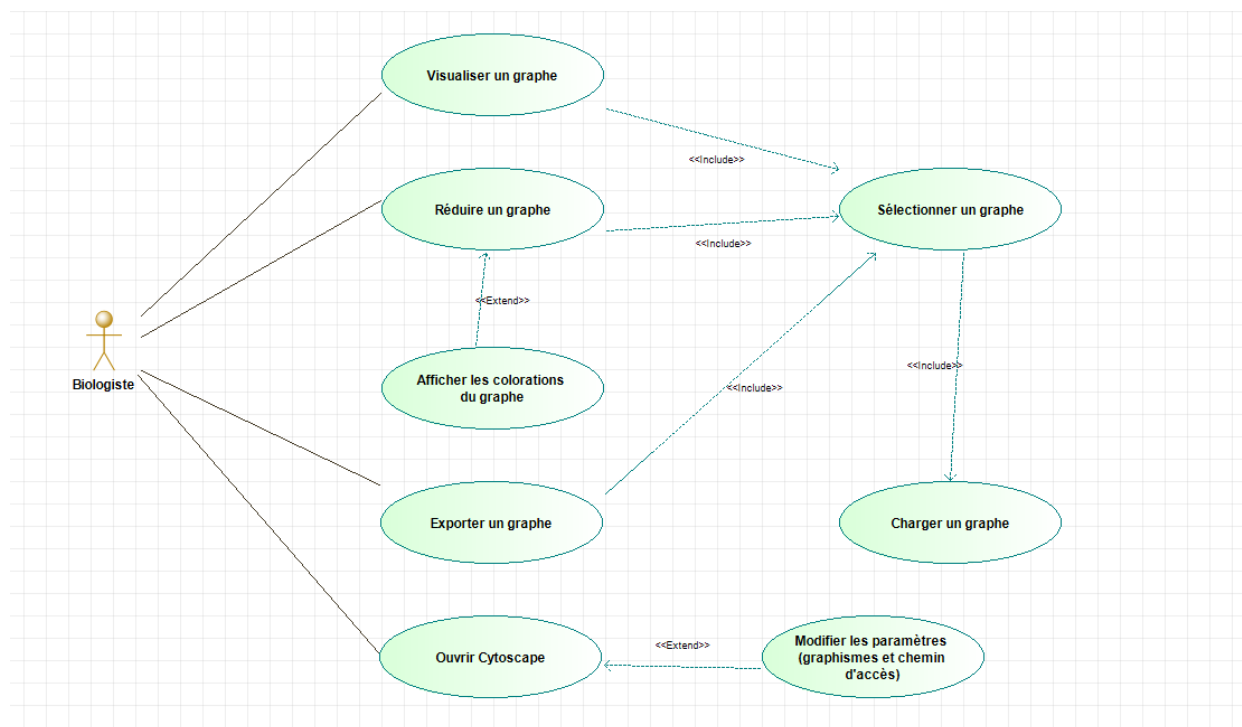 Visualiser un graphe
<<Include>>
Réduire un graphe
Sélectionner un graphe
<<Include>>
<<Extend>>
Biologiste
Afficher les colorations
du graphe
<<Include>>
<<Include>>
Exporter un graphe
Charger un graphe
Ouvrir Cytoscape
<<Extend>>
Modifier les paramètres
(graphismes et chemin
d'accès)